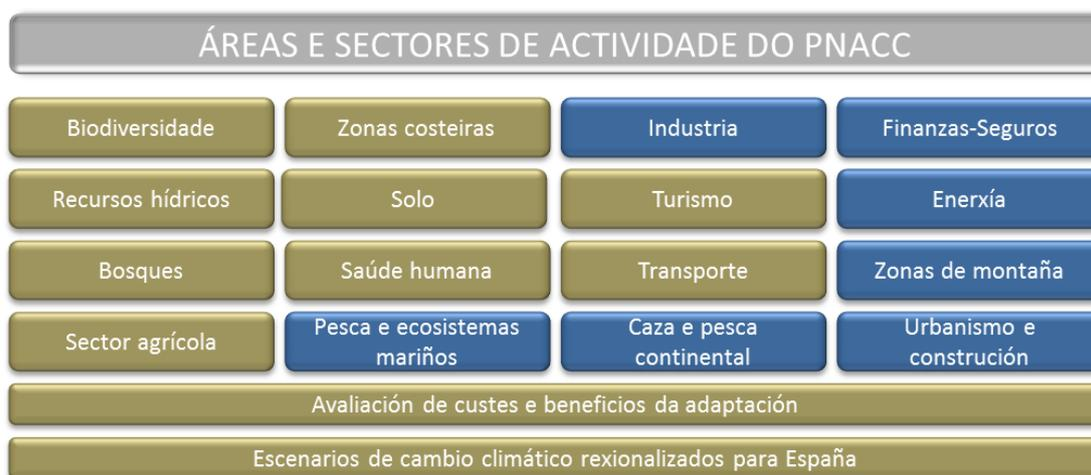 ÁREAS E SECTORES DE ACTIVIDADE DO PNACC
Biodiversidade
Zonas costeiras
Industria
Finanzas-Seguros
Recursos hídricos
Solo
Turismo
Enerxía
Bosques
Saúde humana
Transporte
Zonas de montaña
Sector agrícola
Pesca e ecosistemas
mariños
Caza e pesca
continental
Urbanismo e
construción
Avaliación de custes e beneficios da adaptación
Escenarios de cambio climático rexionalizados para España